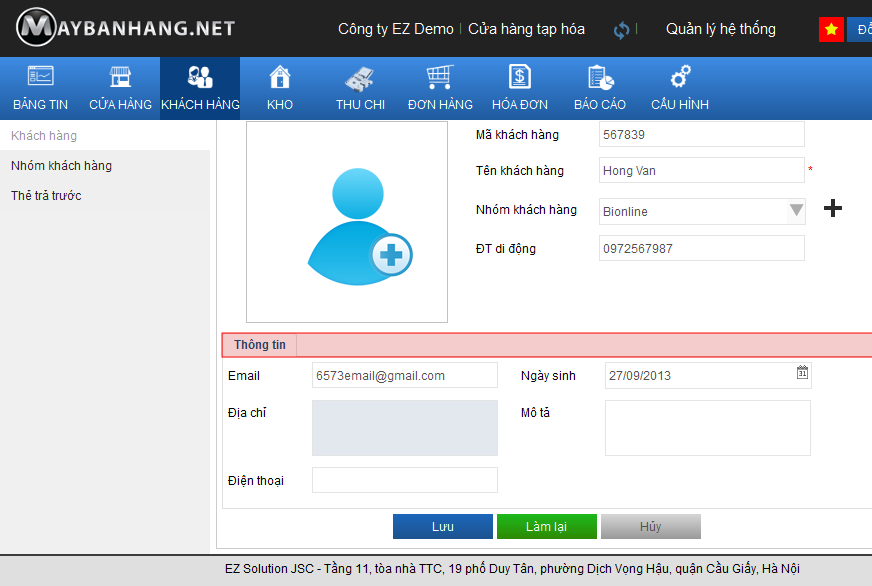 MAYBANHANG.NET
Công ty EZ Demo | Cửa hàng tạp hóa | Quản lý hệ thống
BẢNG TIN CỬA HÀNG KHÁCH HÀNG KHO THU CHI ĐƠN HÀNG HÓA ĐƠN BÁO CÁO CẤU HÌNH
Khách hàng
Nhóm khách hàng
Thẻ trả trước
Mã khách hàng 567839
Tên khách hàng Hong Van *
Nhóm khách hàng Bionline
ĐT di động 0972567987
Thông tin
Email 6573email@gmail.com Ngày sinh 27/09/2013 31
Địa chỉ Mô tả
Điện thoại
Lưu Làm lại Hủy
EZ Solution JSC - Tầng 11, tòa nhà TTC, 19 phố Duy Tân, phường Dịch Vọng Hậu, quận Cầu Giấy, Hà Nội